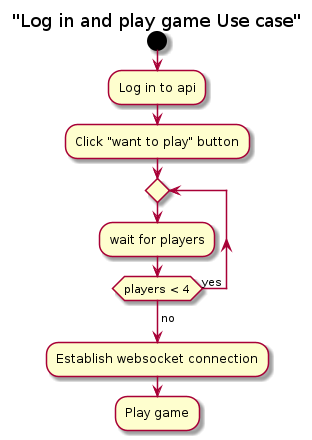 "Log in and play game Use case"
Log in to api
Click "want to play" button
wait for players
players < 4
yes
no
Establish websocket connection
Play game